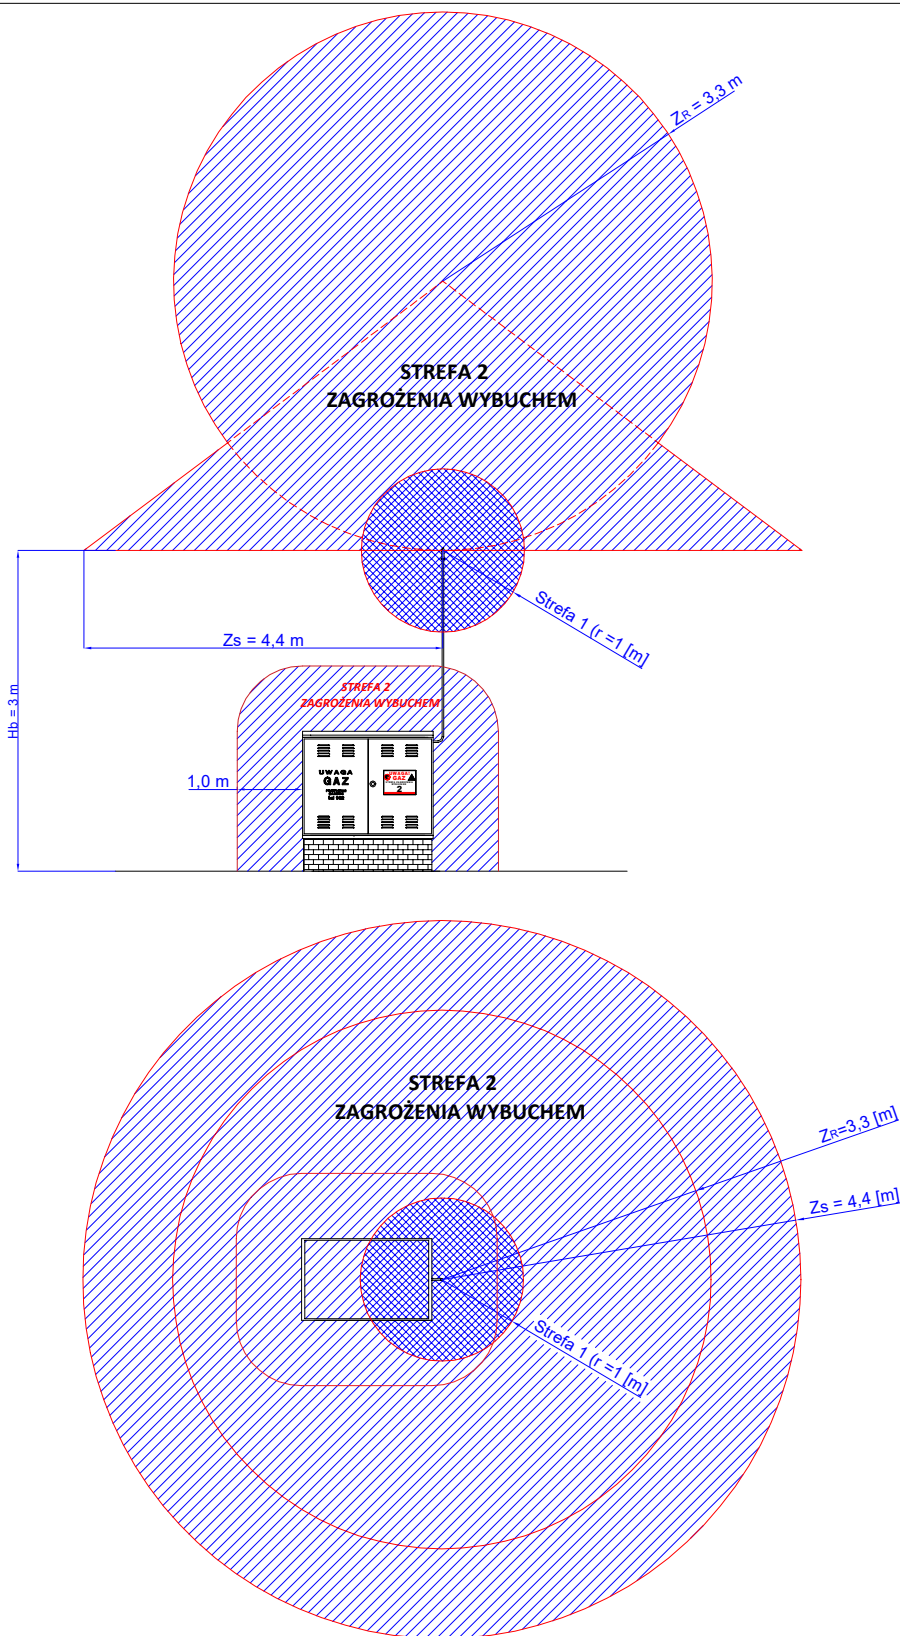 ZR = 3,3 m
STREFA 2
ZAGROŻENIA WYBUCHEM
Strefa 1 (r =1 [m]
Zs = 4,4 m
Hb = 3 m
STREFA 2
ZAGROŻENIA WYBUCHEM
1,0 m
UWAGA
GAZ
UWAGA!
GAZ
2
STREFA 2
ZAGROŻENIA WYBUCHEM
ZR=3,3 [m]
Zs = 4,4 [m]
Strefa 1 (r =1 [m]